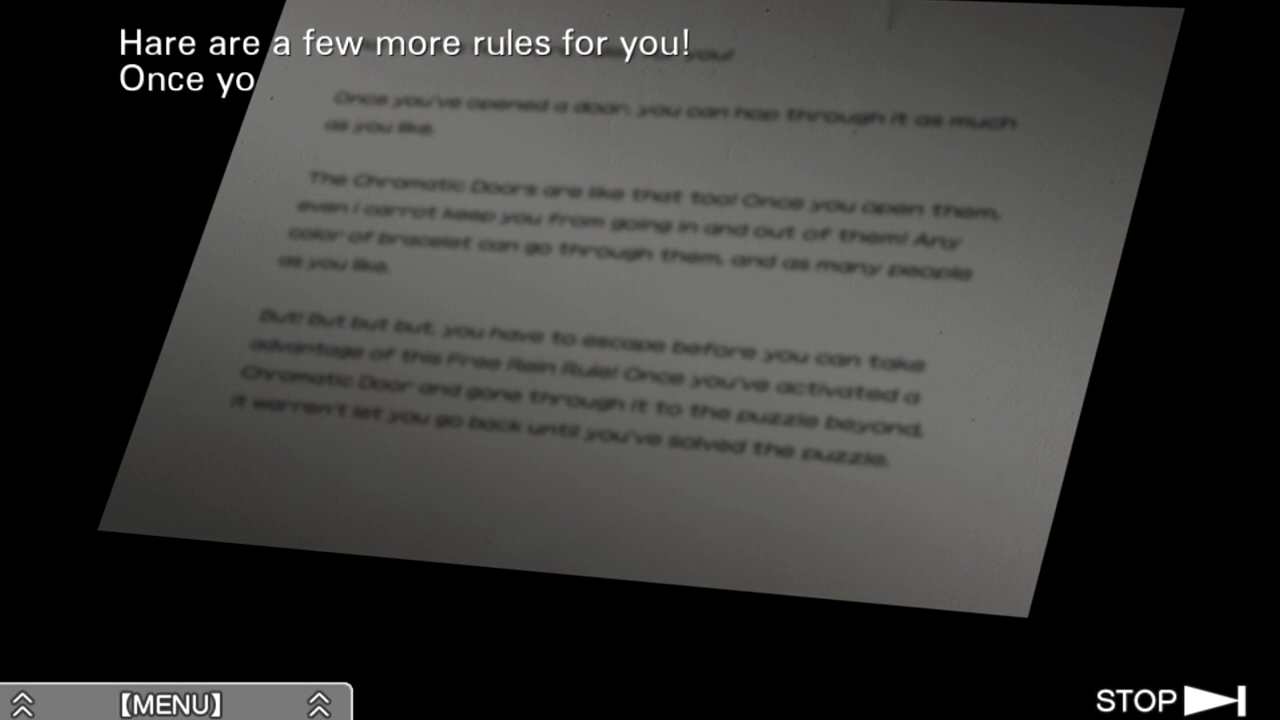 Hare are a few more rules for you!
Once yo
you!
Once you've opened a door, you can hop through it as much
as you like.
The Chromatic Doors are like that too! Once you open them,
even I carrot keep you from going in and out of them! Any
color of bracelet can go through them, and as many people
as you like.
But! But but but, you have to escape before you can take
advantage of this Free Rein Rule! Once you've activated a
Chromatic Door and gone through it to the puzzle beyond,
it warren't let you go back until you've solved the puzzle.
【MENU】
STOP